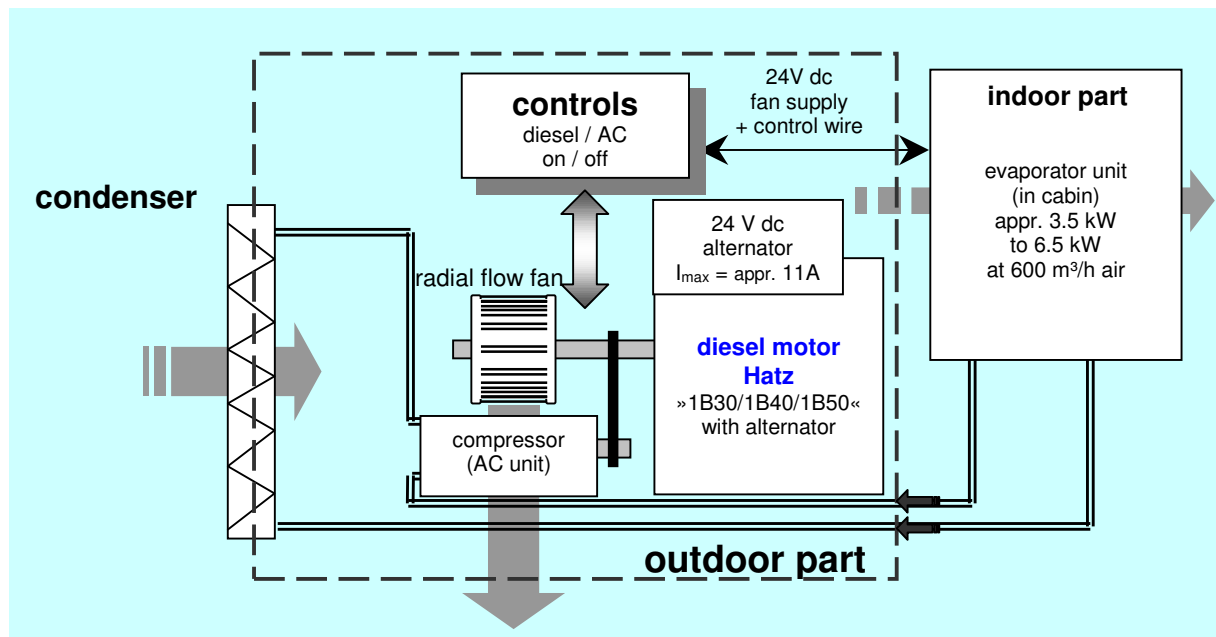 controls
diesel / AC
on / off
24V dc
fan supply
+ control wire
indoor part
evaporator unit
(in cabin)
appr. 3.5 kW
to 6.5 kW
at 600 m³/h air
condenser
24 V dc
alternator
Imax = appr. 11A
radial flow fan
diesel motor
Hatz
»1B30/1B40/1B50«
with alternator
compressor
(AC unit)
outdoor part